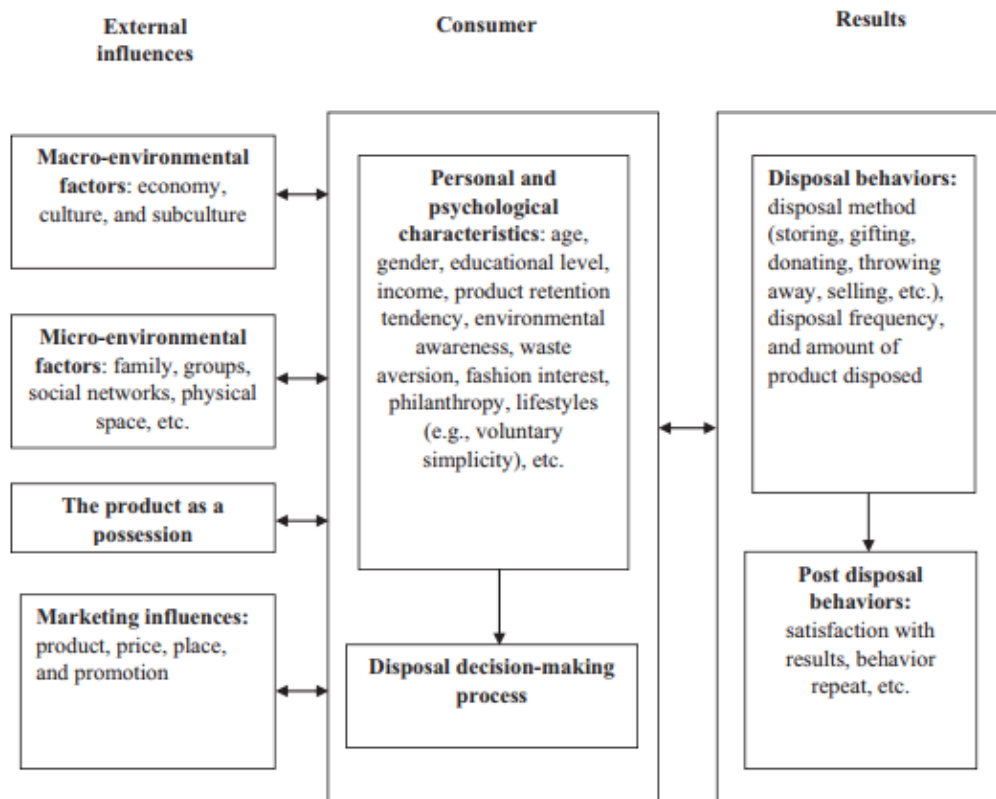 External
influences
Consumer
Results
Macro-environmental
factors: economy,
culture, and subculture
Micro-environmental
factors: family, groups,
social networks, physical
space, etc.
The product as a
possession
Marketing influences:
product, price, place,
and promotion
Personal and
psychological
characteristics: age,
gender, educational level,
income, product retention
tendency, environmental
awareness, waste
aversion, fashion interest,
philanthropy, lifestyles
(e.g., voluntary
simplicity), etc.
Disposal decision-making
process
Disposal behaviors:
disposal method
(storing, gifting,
donating, throwing
away, selling, etc.),
disposal frequency,
and amount of
product disposed
Post disposal
behaviors:
satisfaction with
results, behavior
repeat, etc.